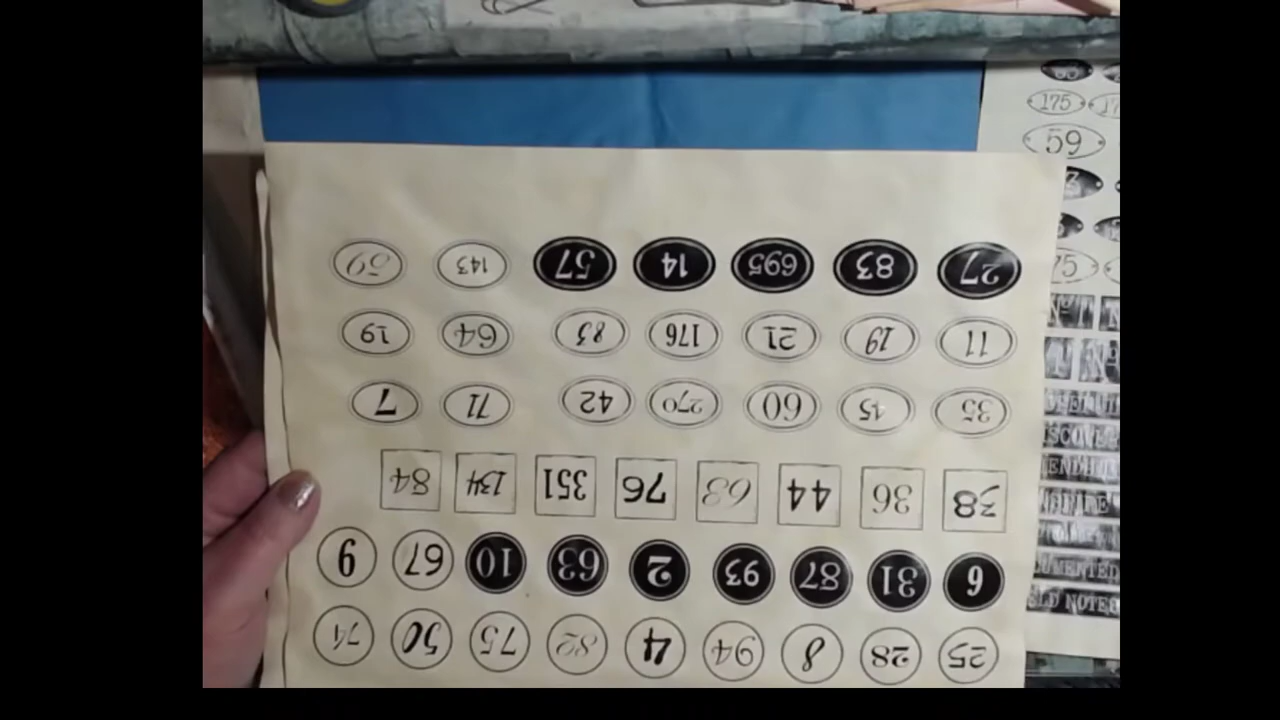 25 28 8 94 4 82 75 50 74
9 31 87 93 2 63 10 67 6
38 36 44 76 63 351 134 84
35 45 60 270 42 71 7
11 19 21 176 83 64 19
27 83 695 14 57 143 59
175
59